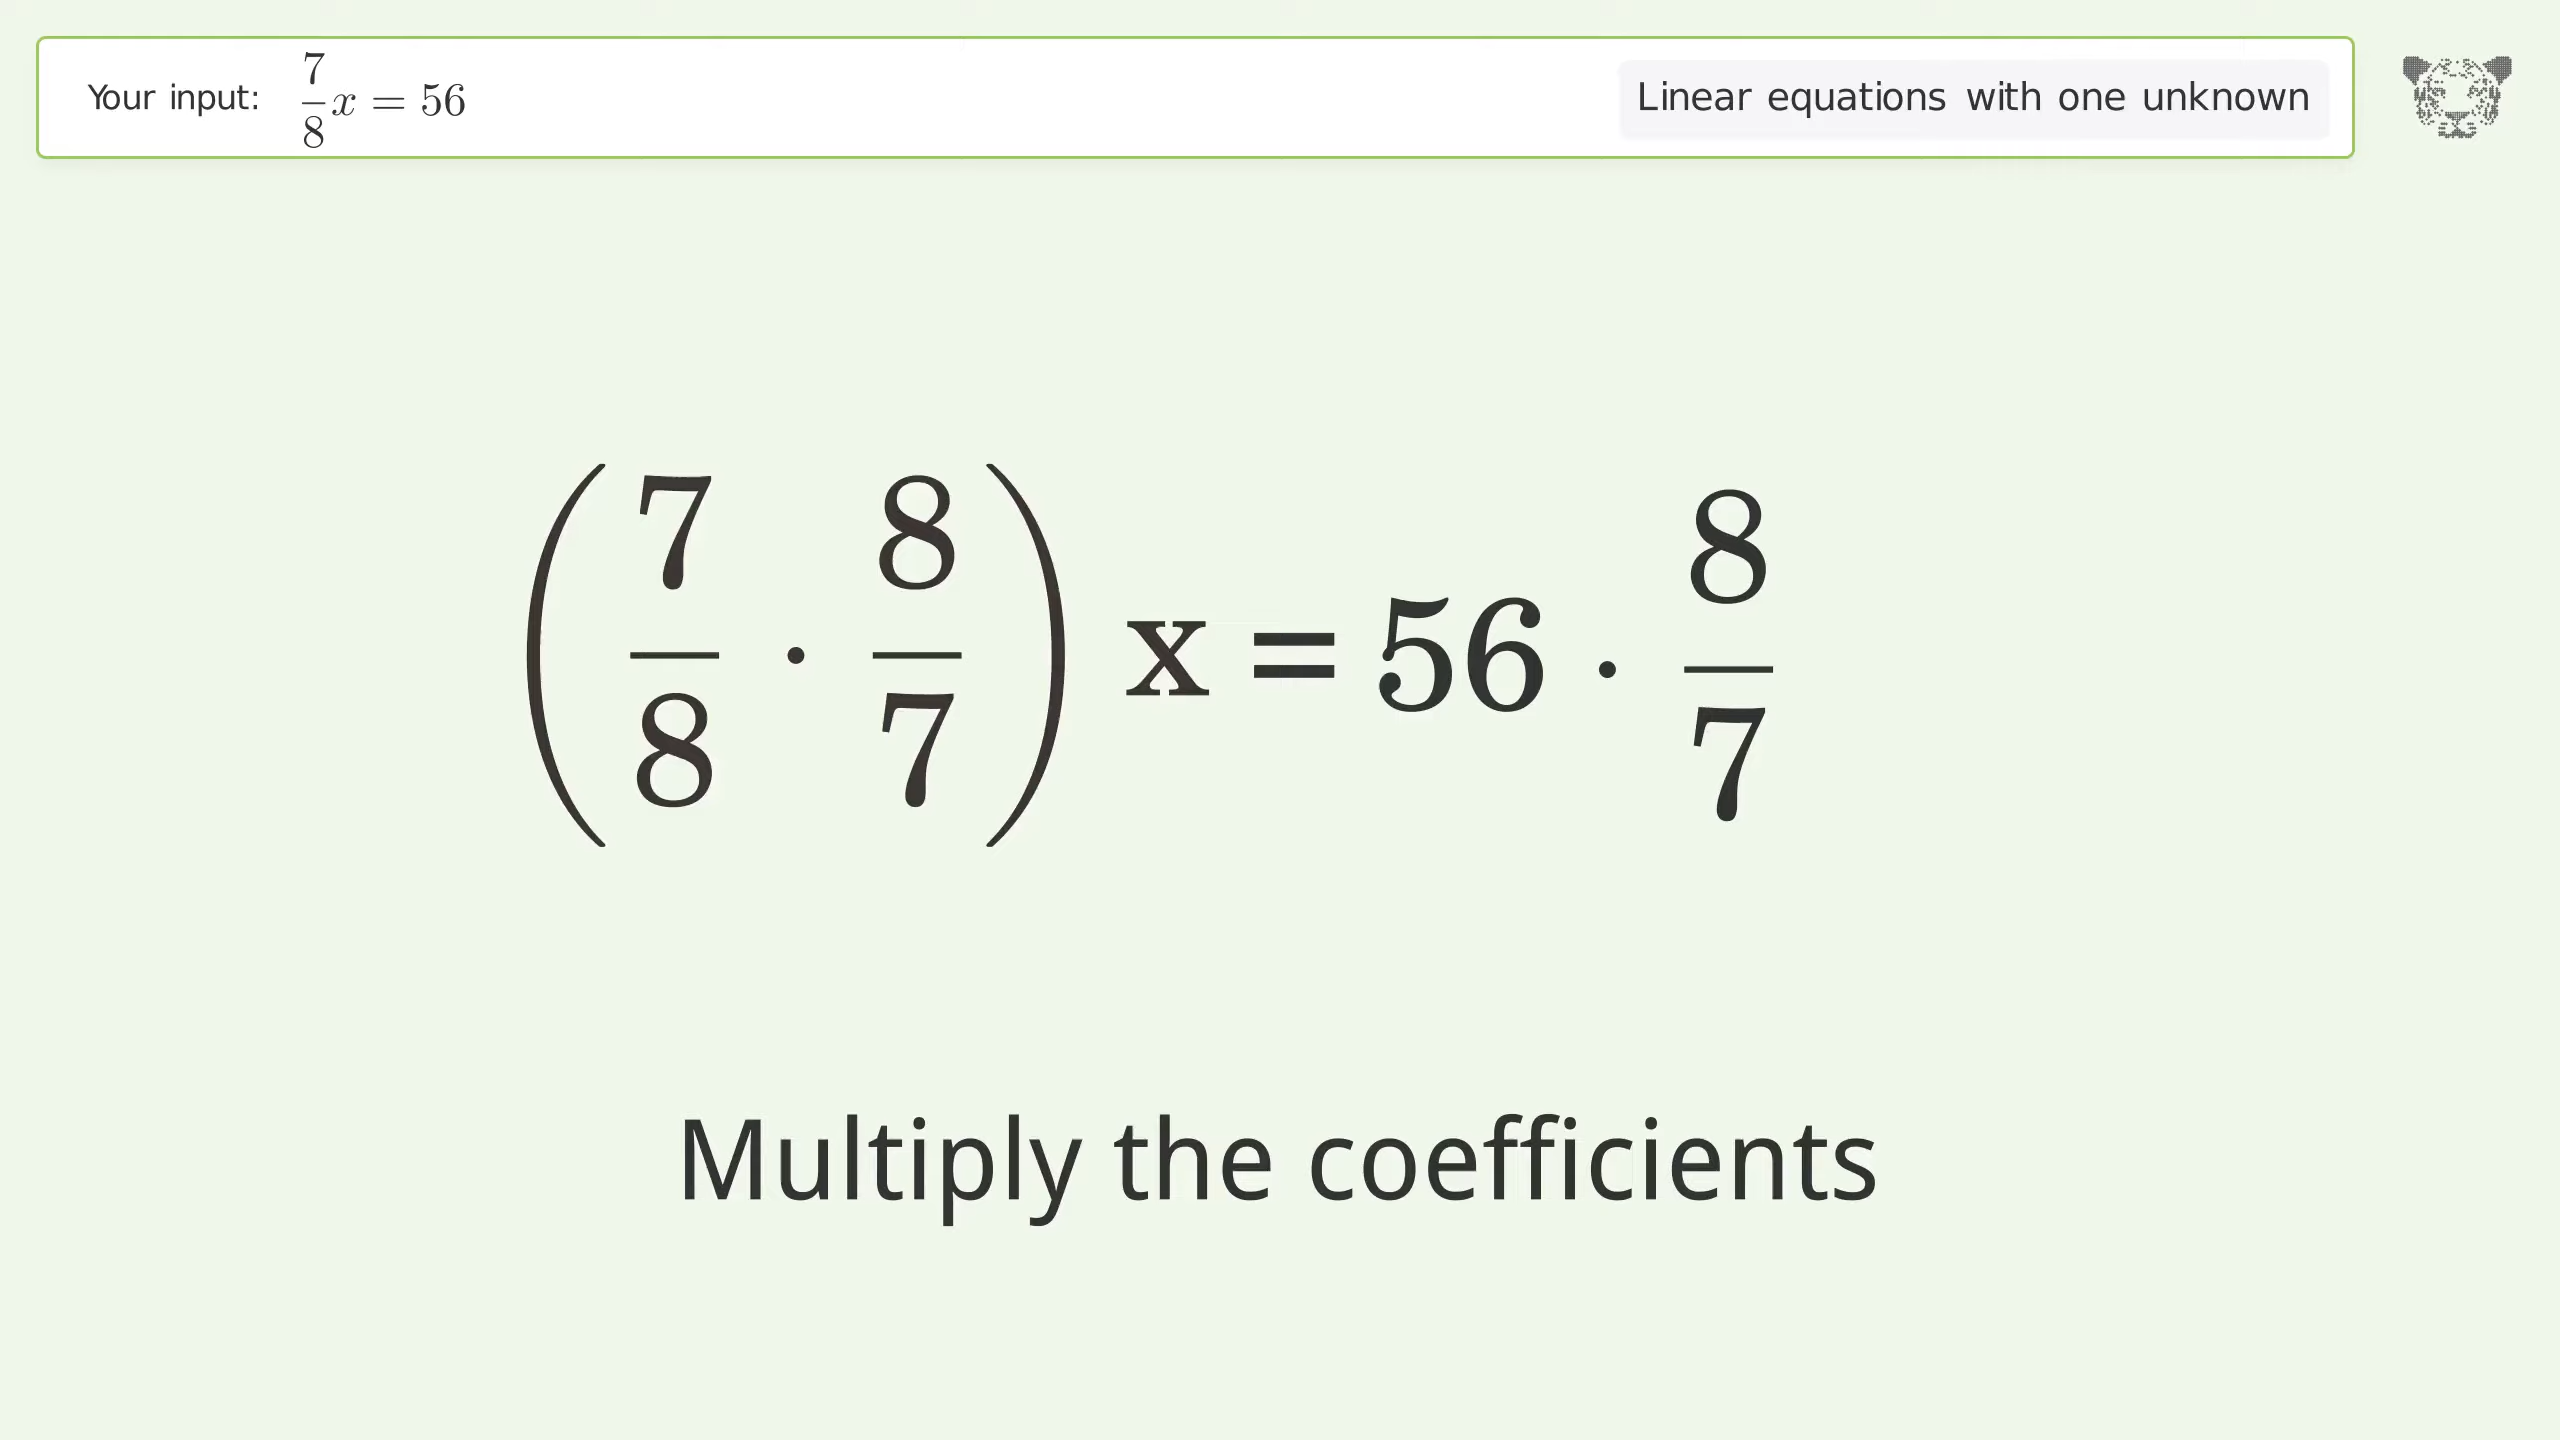 Your input: 7/8 x = 56
Linear equations with one unknown
(7/8 · 8/7) x = 56 · 8/7
Multiply the coefficients